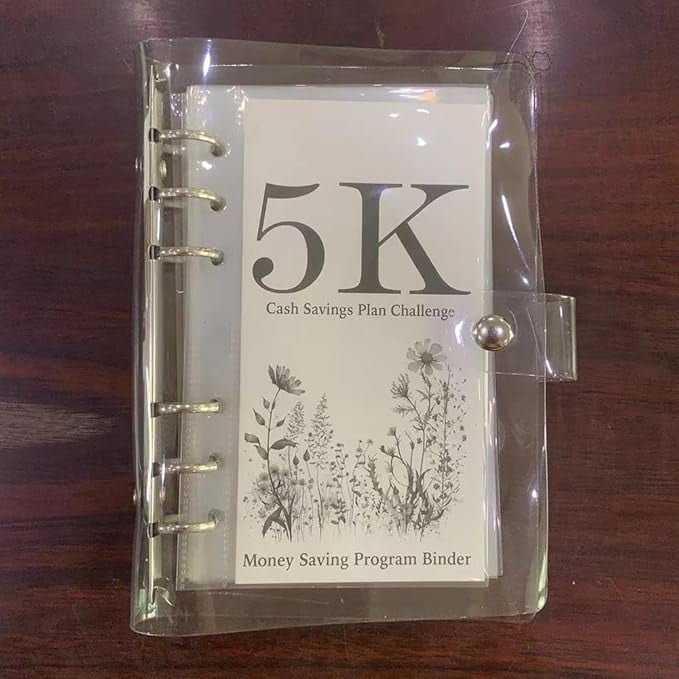 5K
Cash Savings Plan Challenge
Money Saving Program Binder